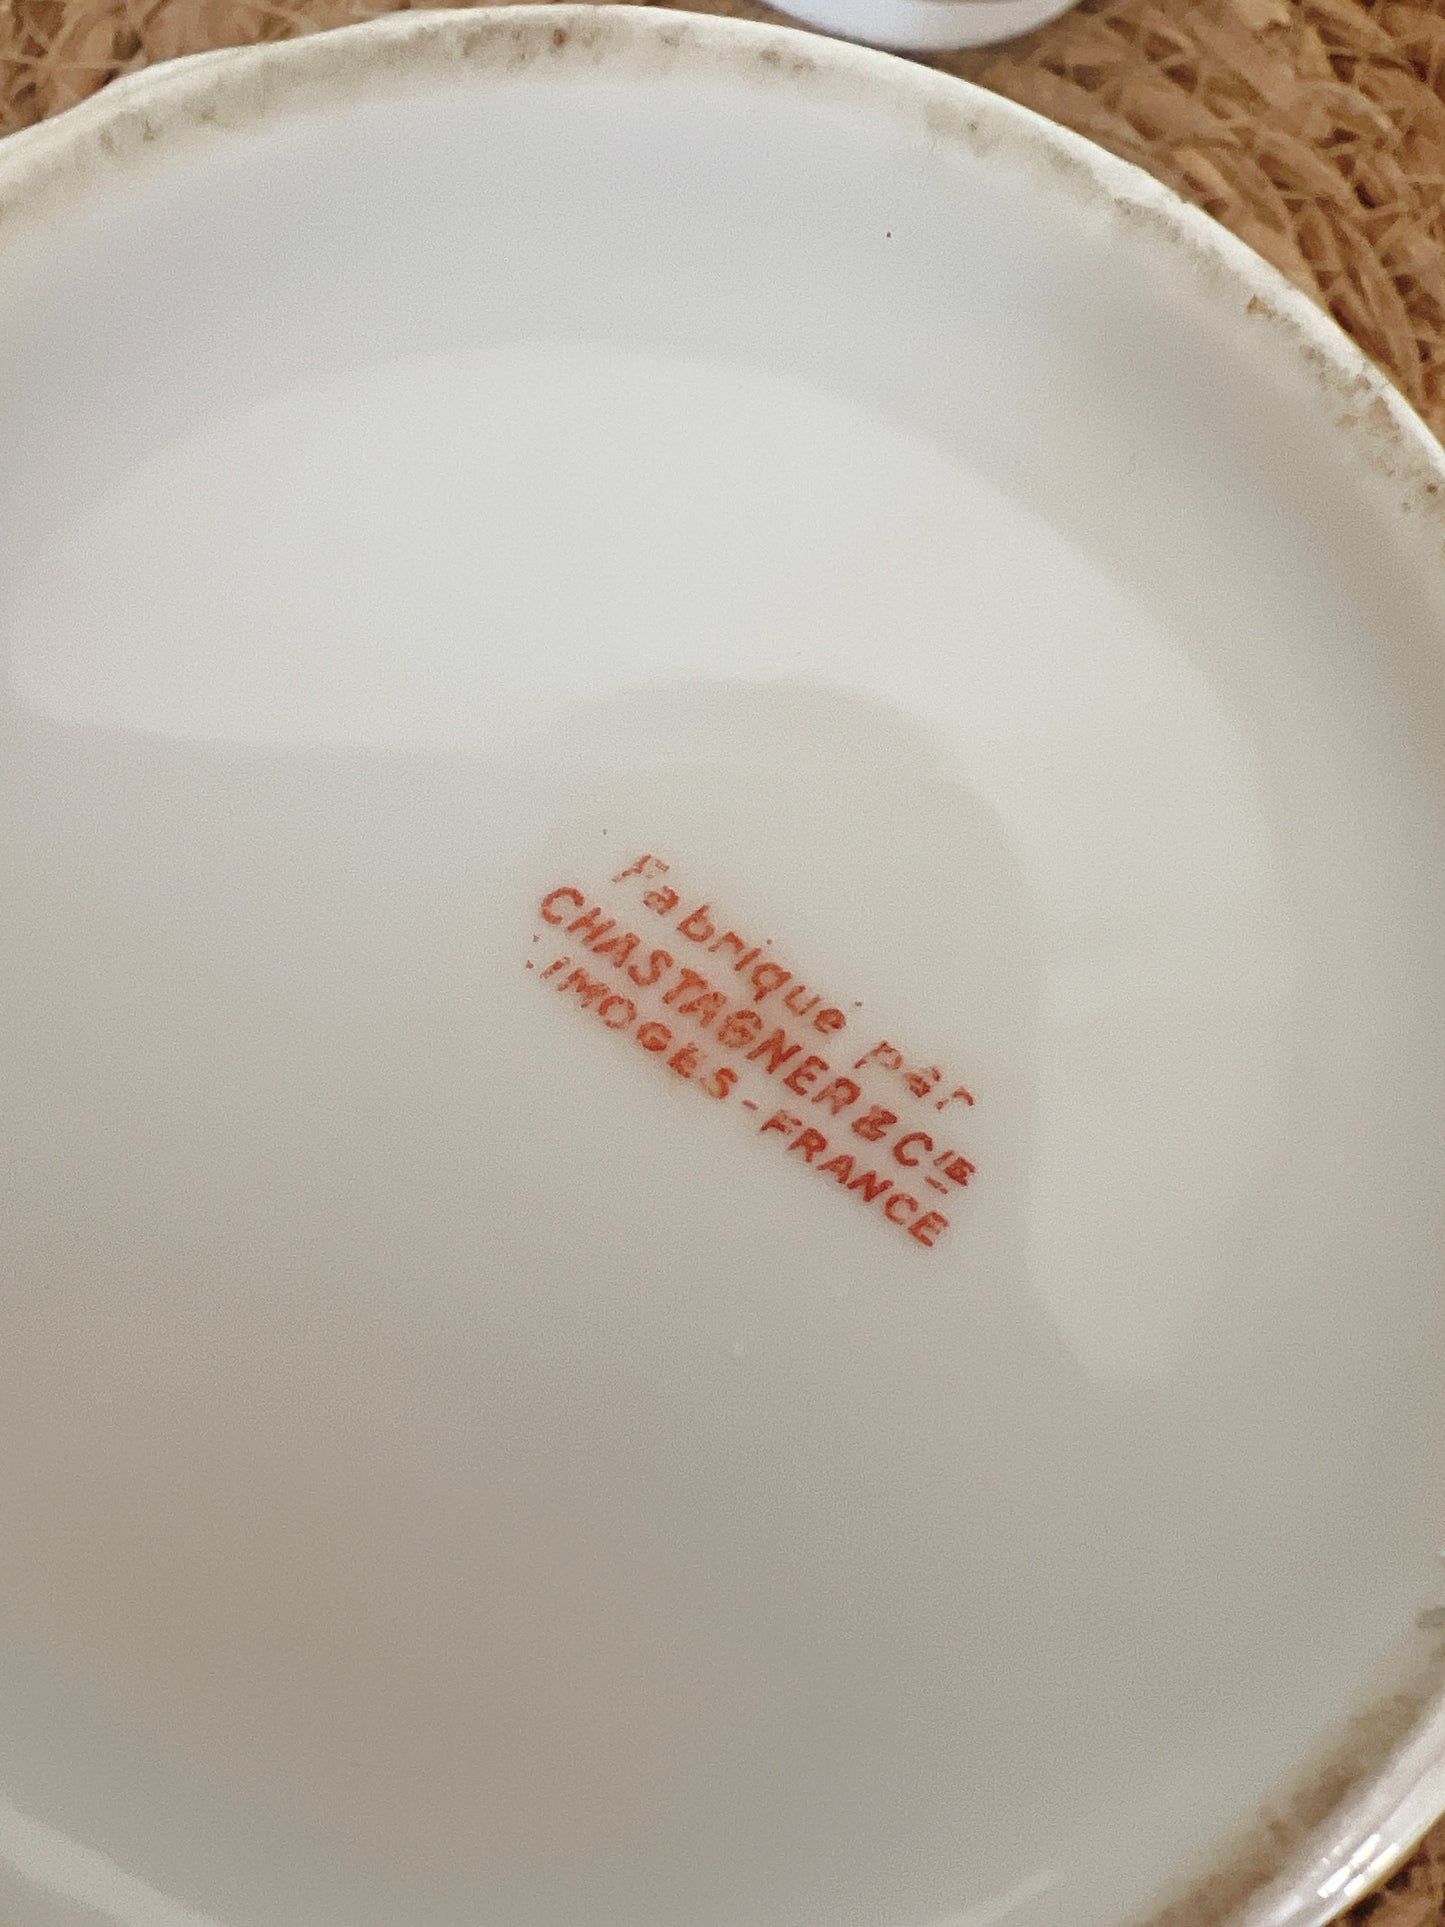 Fabrique par
CHASTAGNER & CIE
LIMOGES - FRANCE